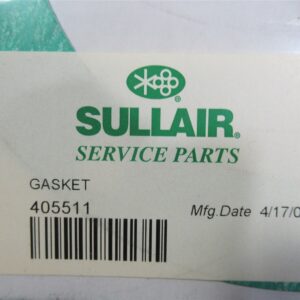 SULLAIR®
SERVICE PARTS
GASKET
405511
Mfg.Date 4/17/0